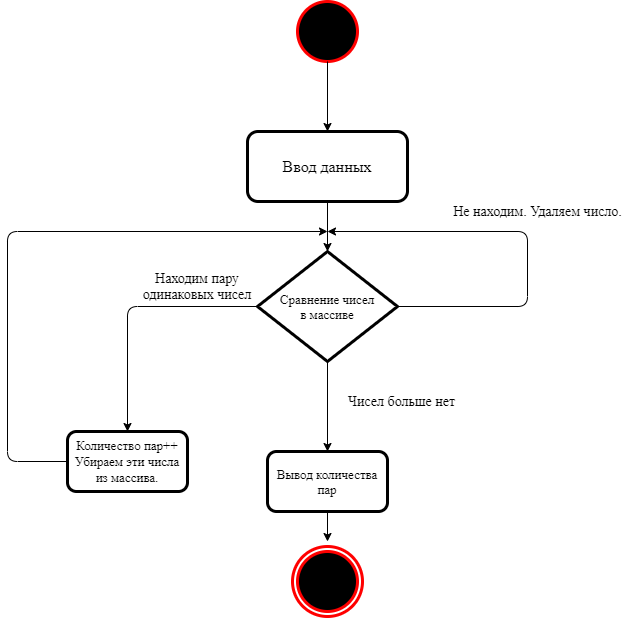 Ввод данных
Не находим. Удаляем число.
Находим пару
одинаковых чисел
Сравнение чисел
в массиве
Чисел больше нет
Количество пар++
Убираем эти числа
из массива.
Вывод количества
пар